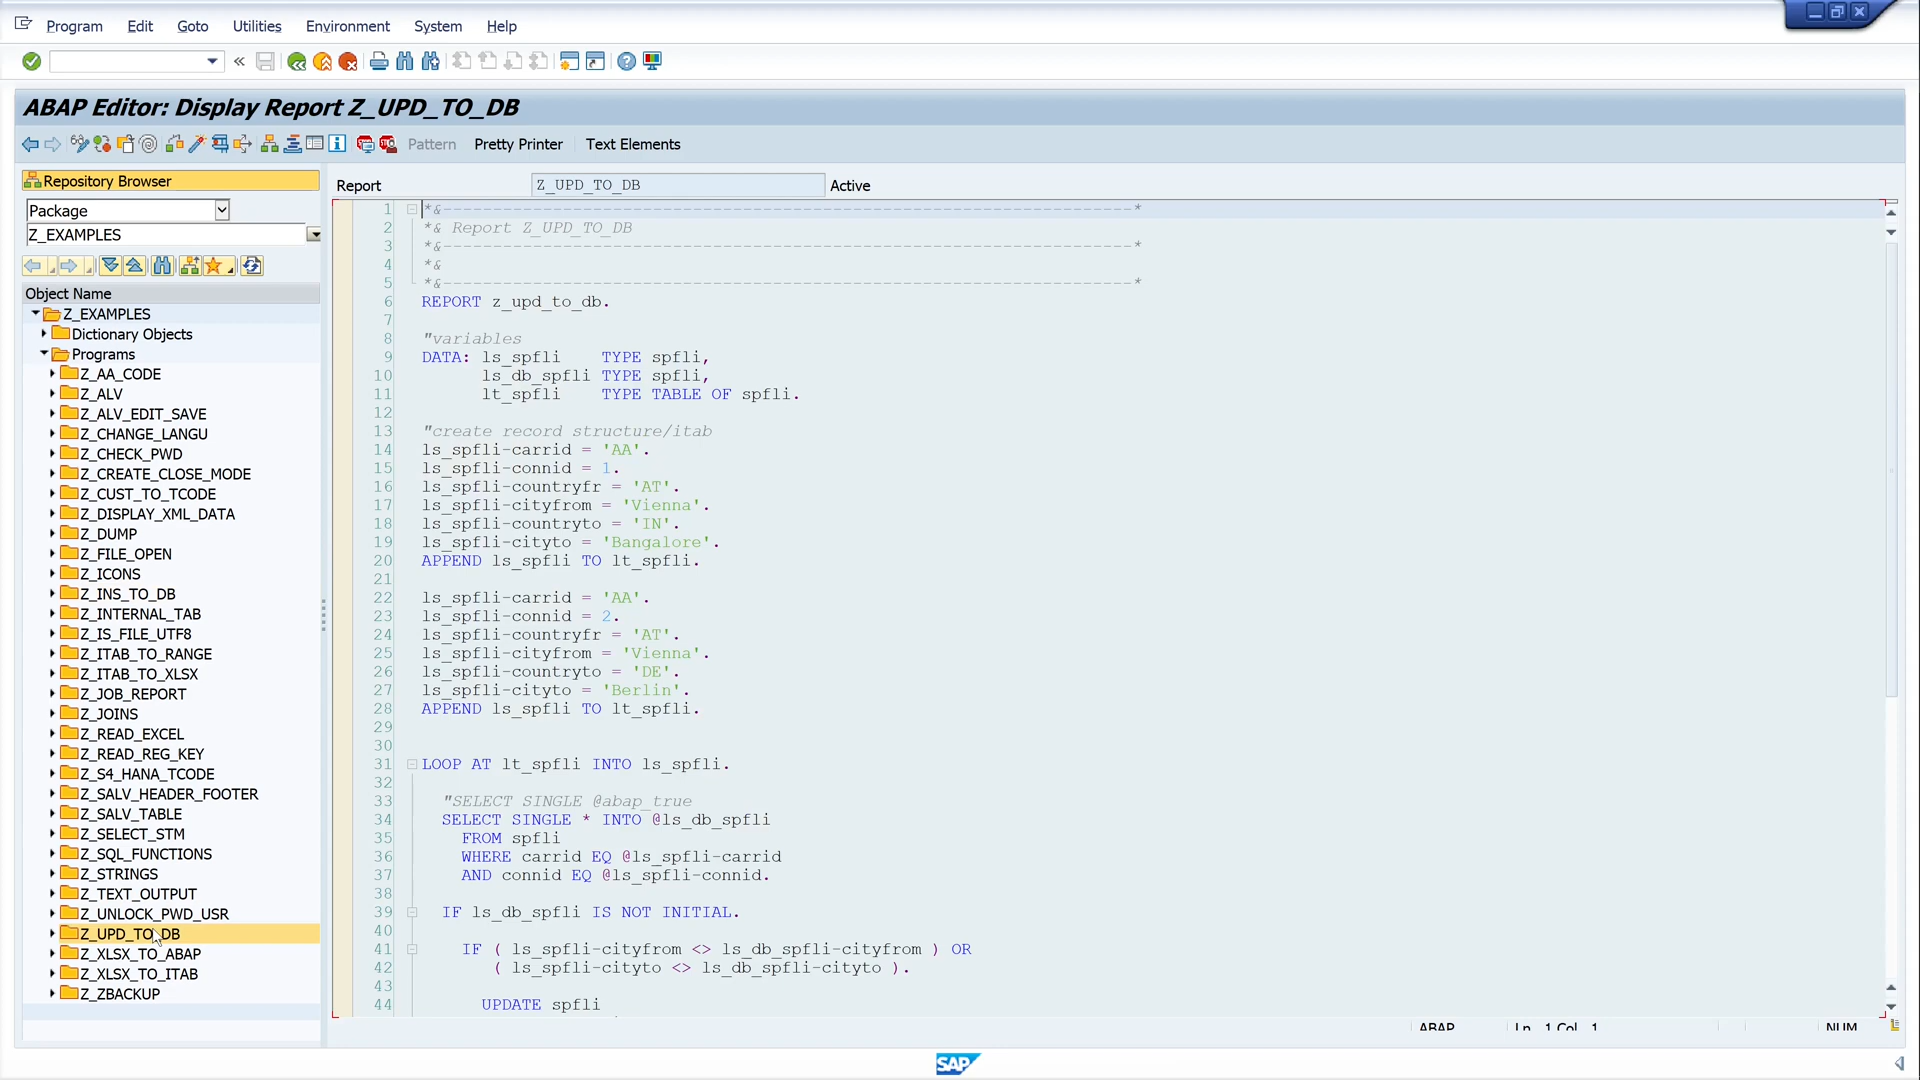 Program Edit Goto Utilities Environment System Help
ABAP Editor: Display Report Z_UPD_TO_DB
Pattern Pretty Printer Text Elements
Repository Browser
Package
Z_EXAMPLES
Object Name
Z_EXAMPLES
Dictionary Objects
Programs
Z_AA_CODE
Z_ALV
Z_ALV_EDIT_SAVE
Z_CHANGE_LANGU
Z_CHECK_PWD
Z_CREATE_CLOSE_MODE
Z_CUST_TO_TCODE
Z_DISPLAY_XML_DATA
Z_DUMP
Z_FILE_OPEN
Z_ICONS
Z_INS_TO_DB
Z_INTERNAL_TAB
Z_IS_FILE_UTF8
Z_ITAB_TO_RANGE
Z_ITAB_TO_XLSX
Z_JOB_REPORT
Z_JOINS
Z_READ_EXCEL
Z_READ_REG_KEY
Z_S4_HANA_TCODE
Z_SALV_HEADER_FOOTER
Z_SALV_TABLE
Z_SELECT_STM
Z_SQL_FUNCTIONS
Z_STRINGS
Z_TEXT_OUTPUT
Z_UNLOCK_PWD_USR
Z_UPD_TO_DB
Z_XLSX_TO_ABAP
Z_XLSX_TO_ITAB
Z_ZBACKUP
Report Z_UPD_TO_DB Active
1 *&---------------------------------------------------------------------*
2 *& Report Z_UPD_TO_DB
3 *&---------------------------------------------------------------------*
4 *&
5 *&---------------------------------------------------------------------*
6 REPORT z_upd_to_db.
7
8 "variables
9 DATA: ls_spfli TYPE spfli,
10 ls_db_spfli TYPE spfli,
11 lt_spfli TYPE TABLE OF spfli.
12
13 "create record structure/itab
14 ls_spfli-carrid = 'AA'.
15 ls_spfli-connid = 1.
16 ls_spfli-countryfr = 'AT'.
17 ls_spfli-cityfrom = 'Vienna'.
18 ls_spfli-countryto = 'IN'.
19 ls_spfli-cityto = 'Bangalore'.
20 APPEND ls_spfli TO lt_spfli.
21
22 ls_spfli-carrid = 'AA'.
23 ls_spfli-connid = 2.
24 ls_spfli-countryfr = 'AT'.
25 ls_spfli-cityfrom = 'Vienna'.
26 ls_spfli-countryto = 'DE'.
27 ls_spfli-cityto = 'Berlin'.
28 APPEND ls_spfli TO lt_spfli.
29
30
31 LOOP AT lt_spfli INTO ls_spfli.
32
33 "SELECT SINGLE @abap_true
34 SELECT SINGLE * INTO @ls_db_spfli
35 FROM spfli
36 WHERE carrid EQ @ls_spfli-carrid
37 AND connid EQ @ls_spfli-connid.
38
39 IF ls_db_spfli IS NOT INITIAL.
40
41 IF ( ls_spfli-cityfrom <> ls_db_spfli-cityfrom ) OR
42 ( ls_spfli-cityto <> ls_db_spfli-cityto ).
43
44 UPDATE spfli
ABAP Ln 1 Col 1 NUM
SAP